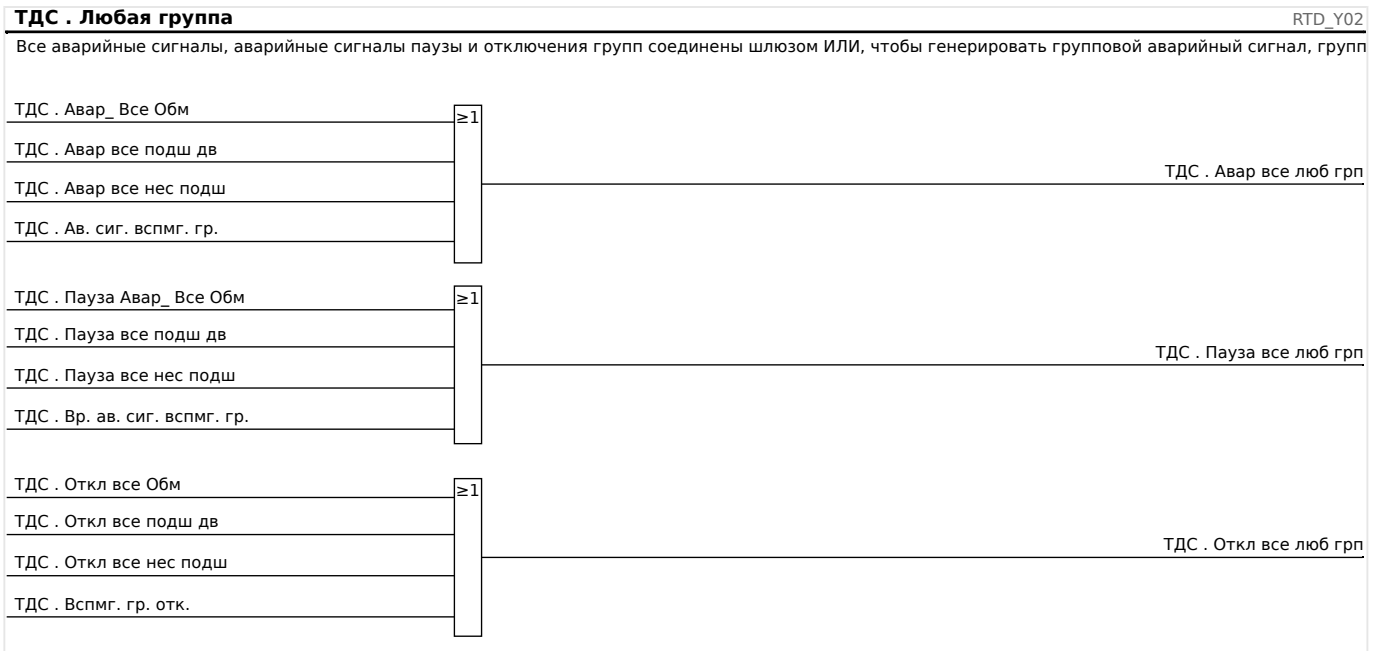 ТДС . Любая группа
RTD_Y02
Все аварийные сигналы, аварийные сигналы паузы и отключения групп соединены шлюзом ИЛИ, чтобы генерировать групповой аварийный сигнал, групп
ТДС . Авар_ Все Обм
≥1
ТДС . Авар все подш дв
ТДС . Авар все люб грп
ТДС . Авар все нес подш
ТДС . Ав. сиг. вспмг. гр.
ТДС . Пауза Авар_ Все Обм
≥1
ТДС . Пауза все подш дв
ТДС . Пауза все люб грп
ТДС . Пауза все нес подш
ТДС . Вр. ав. сиг. вспмг. гр.
ТДС . Откл все Обм
≥1
ТДС . Откл все подш дв
ТДС . Откл все люб грп
ТДС . Откл все нес подш
ТДС . Вспмг. гр. отк.